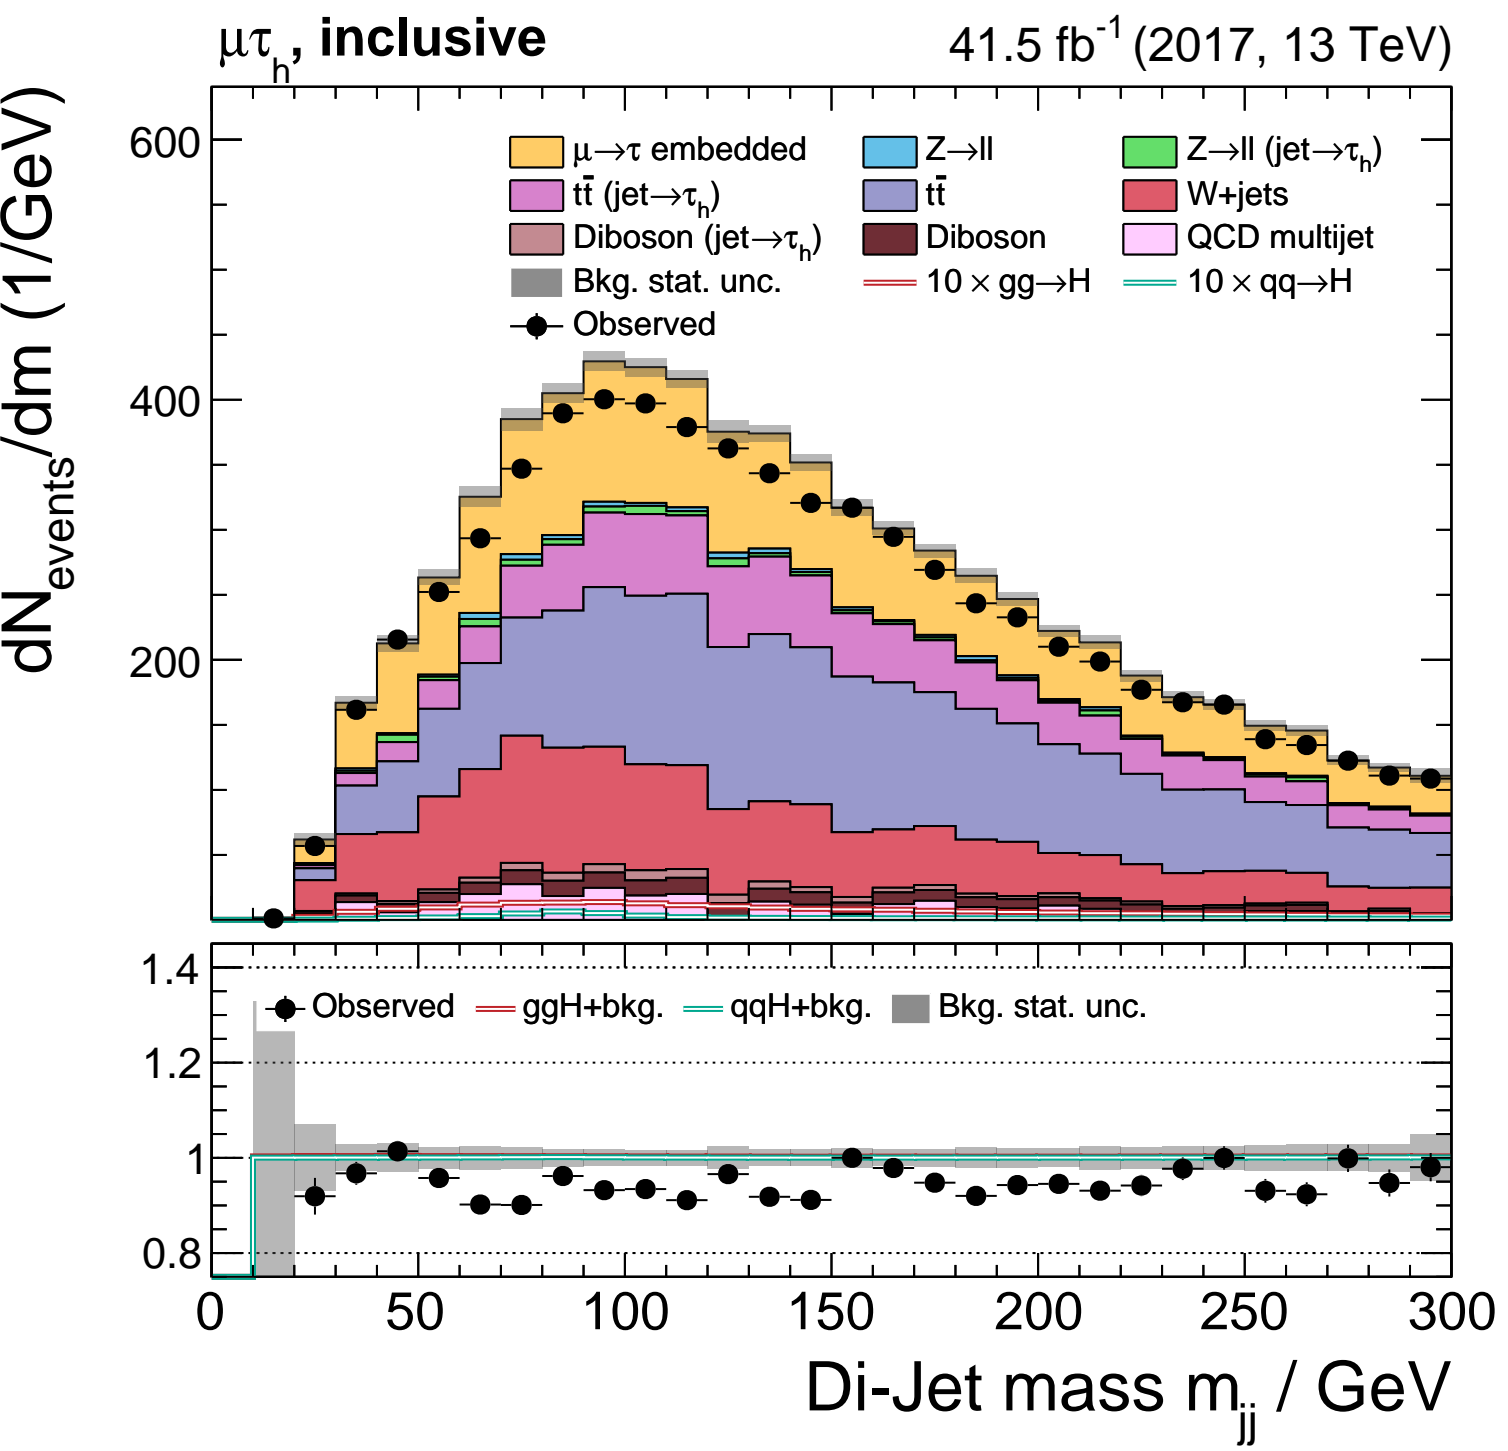 μτh, inclusive
41.5 fb-1 (2017, 13 TeV)
dNevents/dm (1/GeV)
600
400
200
μ→τ embedded
Z→ll
Z→ll (jet→τh)
tt̄ (jet→τh)
tt̄
W+jets
Diboson (jet→τh)
Diboson
QCD multijet
Bkg. stat. unc.
10 × gg→H
10 × qq→H
Observed
1.4
1.2
1
0.8
Observed
ggH+bkg.
qqH+bkg.
Bkg. stat. unc.
0
50
100
150
200
250
300
Di-Jet mass mjj / GeV